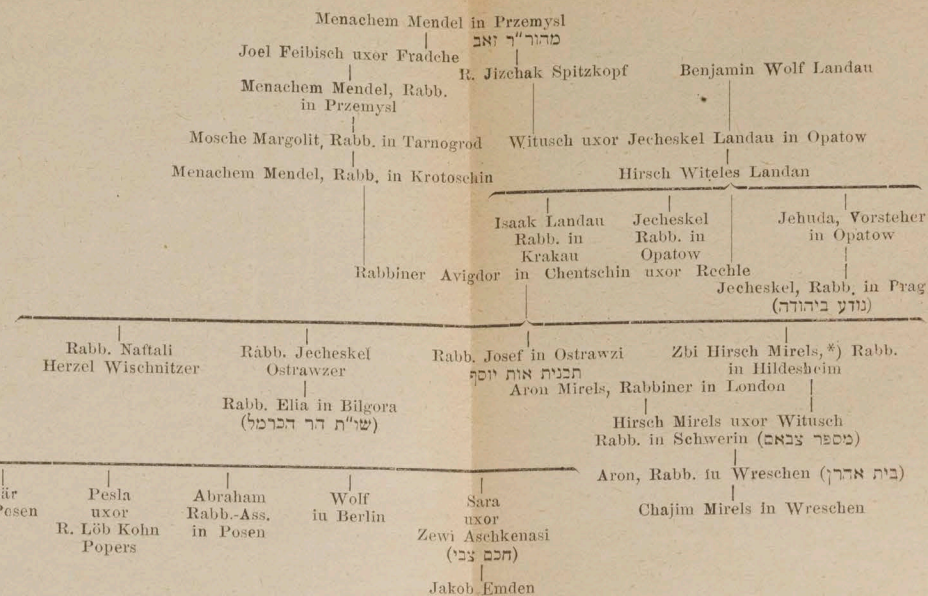 Menachem Mendel in Przemysl
מהור"ר זאב
Joel Feibisch uxor Fradche
R. Jizchak Spitzkopf
Benjamin Wolf Landau
Menachem Mendel, Rabb.
in Przemysl
Mosche Margolit, Rabb. in Tarnogrod
Witusch uxor Jecheskel Landau in Opatow
Menachem Mendel, Rabb. in Krotoschin
Hirsch Witeles Landan
Isaak Landau
Rabb. in
Krakau
Jecheskel
Rabb. in
Opatow
Jehuda, Vorsteher
in Opatow
Rabbiner Avigdor in Chentschin uxor Rechle
Jecheskel, Rabb. in Prag
(נודע ביהודה)
Rabb. Naftali
Herzel Wischnitzer
Rabb. Jecheskel
Ostrawzer
Rabb. Josef in Ostrawzi
תבנית אות יוסף
Zbi Hirsch Mirels,*) Rabb.
in Hildesheim
Aron Mirels, Rabbiner in London
Rabb. Elia in Bilgora
(שו"ת הר הכרמל)
Hirsch Mirels uxor Witusch
Rabb. in Schwerin (מספר צבאם)
Aron, Rabb. in Wreschen (בית אהרן)
Chajim Mirels in Wreschen
är
Posen
Pesla
uxor
R. Löb Kohn
Popers
Abraham
Rabb.-Ass.
in Posen
Wolf
in Berlin
Sara
uxor
Zewi Aschkenasi
(חכם צבי)
Jakob Emden